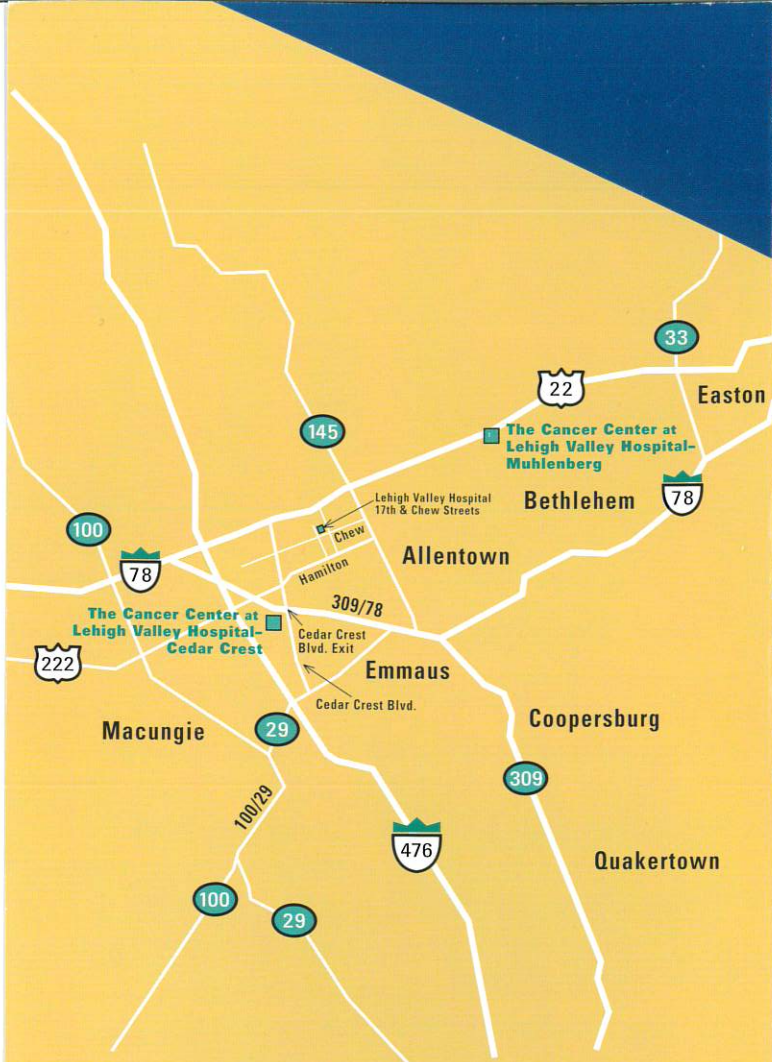 33
22
Easton
The Cancer Center at
Lehigh Valley Hospital–
Muhlenberg
145
Lehigh Valley Hospital
17th & Chew Streets
Bethlehem
78
100
Chew
Allentown
78
Hamilton
309/78
The Cancer Center at
Lehigh Valley Hospital–
Cedar Crest
Cedar Crest
Blvd. Exit
222
Emmaus
Cedar Crest Blvd.
Macungie
29
Coopersburg
309
100/29
476
Quakertown
100
29